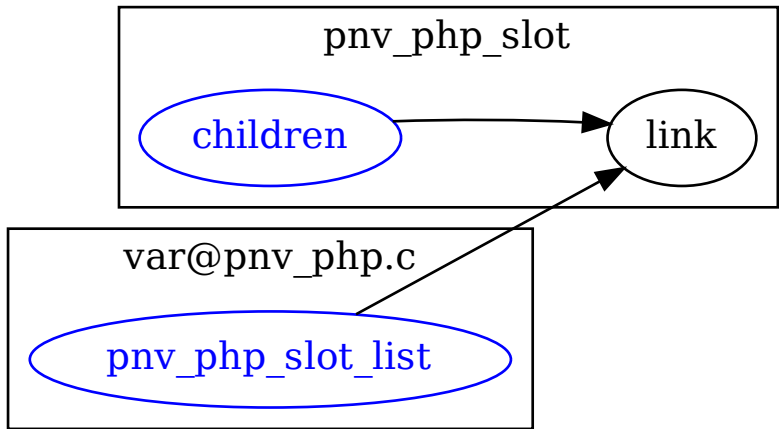 pnv_php_slot
children
link
var@pnv_php.c
pnv_php_slot_list